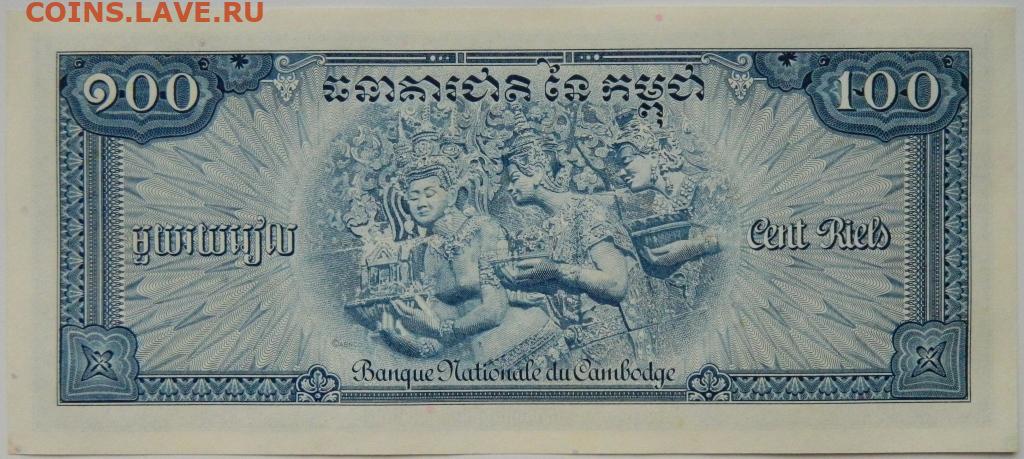 COINS.LAVE.RU
១០០
ធនាគារជាតិ នៃ កម្ពុជា
100
មួយរយរៀល
Cent Riels
©ABNCO
Banque Nationale du Cambodge